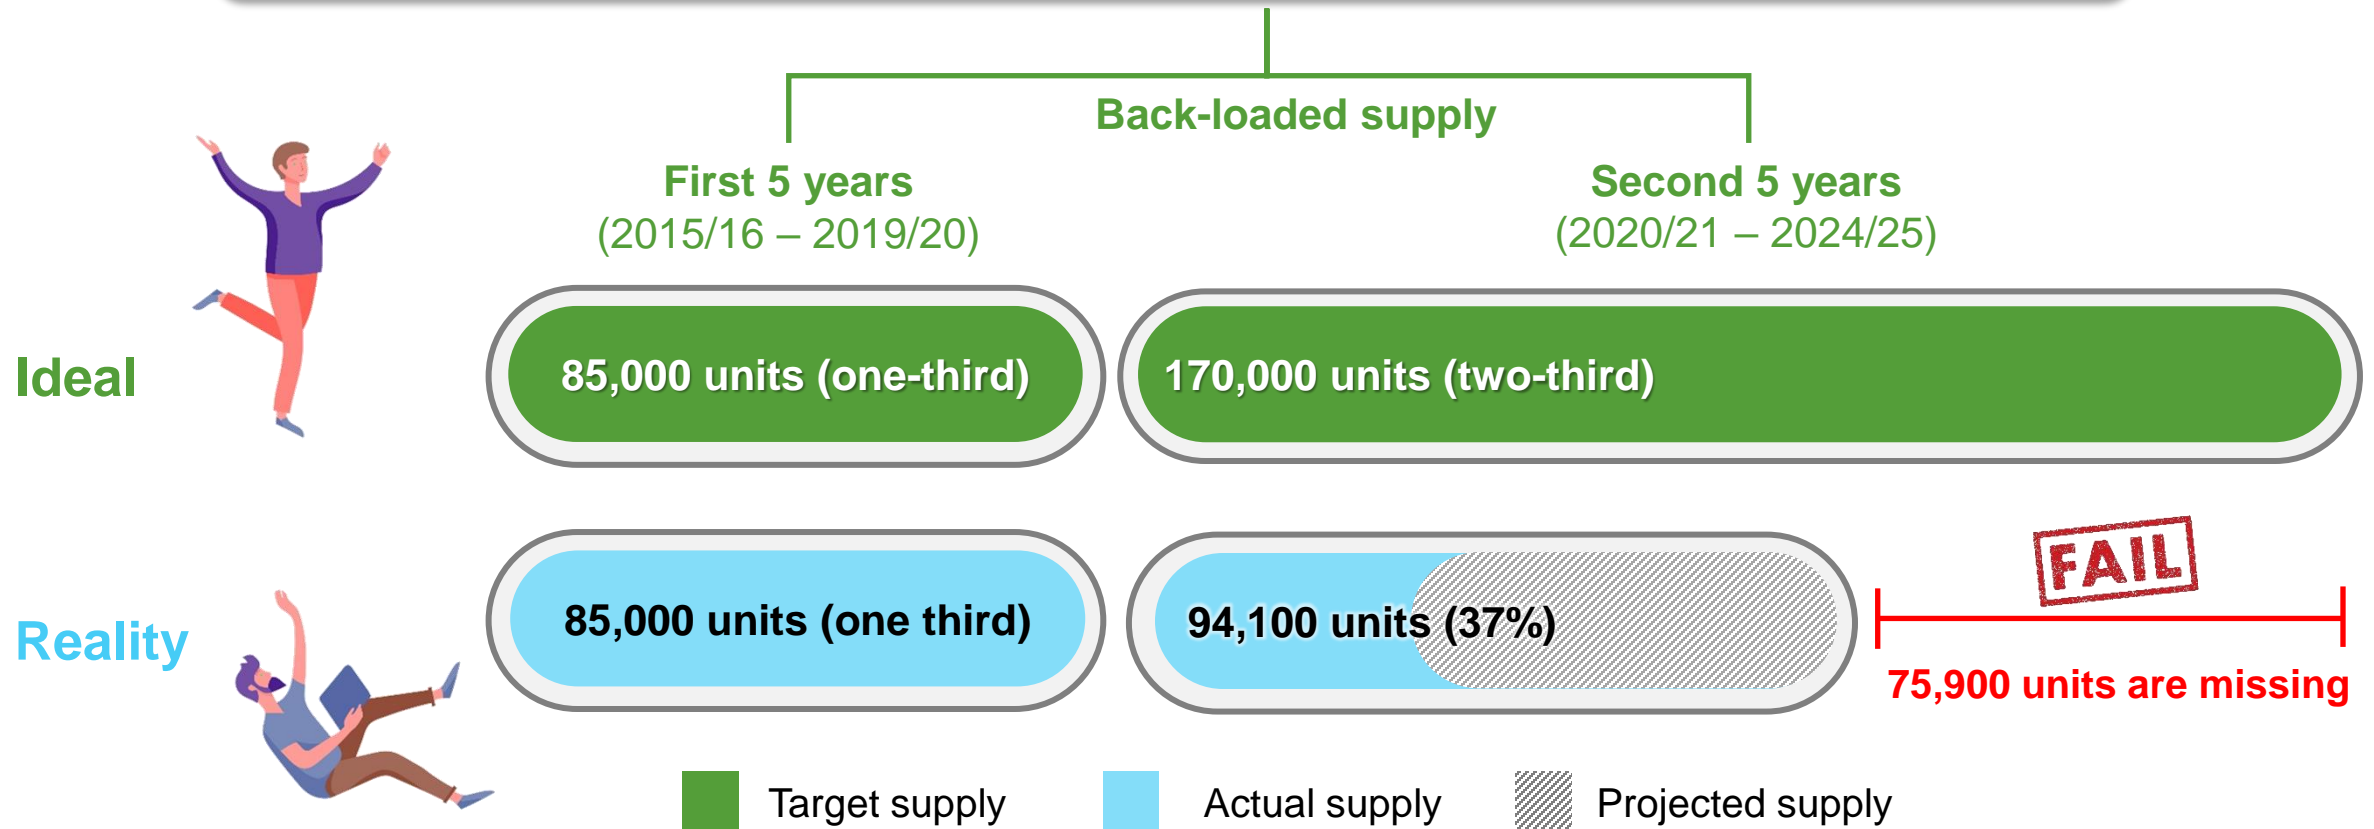 Back-loaded supply
First 5 years
(2015/16 – 2019/20)
Second 5 years
(2020/21 – 2024/25)
Ideal
85,000 units (one-third)
170,000 units (two-third)
Reality
85,000 units (one third)
94,100 units (37%)
FAIL
75,900 units are missing
Target supply
Actual supply
Projected supply